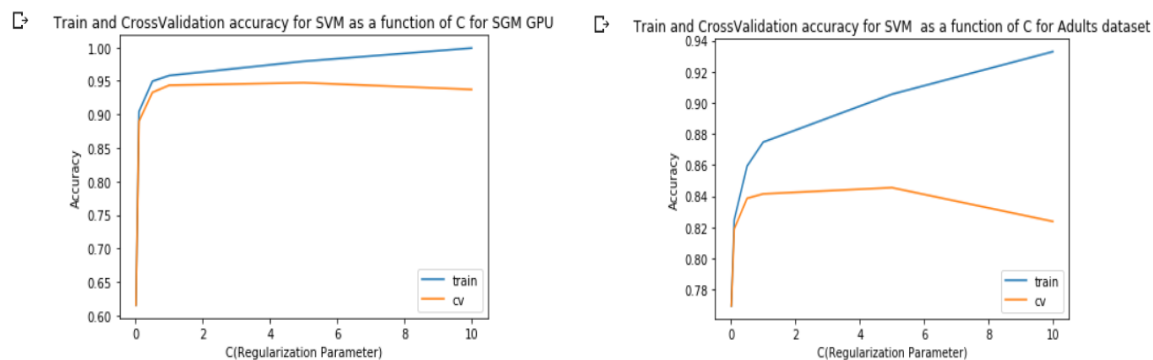 Train and CrossValidation accuracy for SVM as a function of C for SGM GPU
1.00
0.95
0.90
0.85
0.80
0.75
0.70
0.65
0.60
Accuracy
train
cv
0 2 4 6 8 10
C(Regularization Parameter)
Train and CrossValidation accuracy for SVM as a function of C for Adults dataset
0.94
0.92
0.90
0.88
0.86
0.84
0.82
0.80
0.78
Accuracy
train
cv
0 2 4 6 8 10
C(Regularization Parameter)